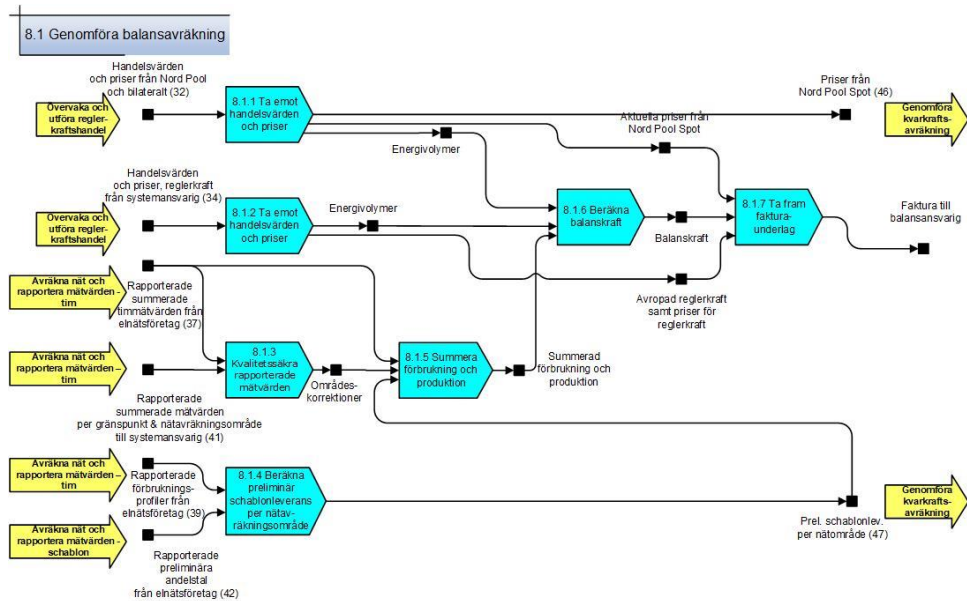 8.1 Genomföra balansavräkning
Handelsvärden
och priser från Nord Pool
och bilateralt (32)
Övervaka och
utföra regler-
kraftshandel
8.1.1 Ta emot
handelsvärden
och priser
Priser från
Nord Pool Spot (46)
Genomföra
kvarkrafts-
avräkning
Aktuella priser från
Nord Pool Spot
Energivolymer
Handelsvärden
och priser, reglerkraft
från systemansvarig (34)
Övervaka och
utföra regler-
kraftshandel
8.1.2 Ta emot
handelsvärden
och priser
Energivolymer
8.1.6 Beräkna
balanskraft
Balanskraft
8.1.7 Ta fram
faktura-
underlag
Faktura till
balansansvarig
Avräkna nät och
rapportera mätvärden -
tim
Rapporterade
summerade
timmätvärden från
elnätsföretag (37)
Avropad reglerkraft
samt priser för
reglerkraft
Avräkna nät och
rapportera mätvärden –
tim
8.1.3
Kvalitetssäkra
rapporterade
mätvärden
Områdes-
korrektioner
8.1.5 Summera
förbrukning och
produktion
Summerad
förbrukning och
produktion
Rapporterade
summerade mätvärden
per gränspunkt & nätavräkningsområde
till systemansvarig (41)
Avräkna nät och
rapportera mätvärden –
tim
Rapporterade
förbruknings-
profiler från
elnätsföretag (39)
8.1.4 Beräkna
preliminär
schablonleverans
per nätav-
räkningsområde
Prel. schablonlev.
per nätområde (47)
Genomföra
kvarkrafts-
avräkning
Avräkna nät och
rapportera mätvärden -
schablon
Rapporterade
preliminära
andelstal
från elnätsföretag (42)